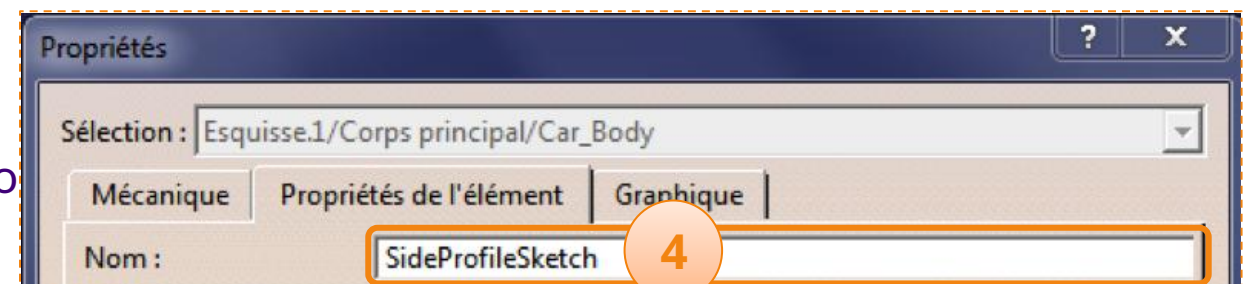 Propriétés ? x
Sélection : Esquisse.1/Corps principal/Car_Body
Mécanique Propriétés de l'élément Graphique
Nom : SideProfileSketch 4